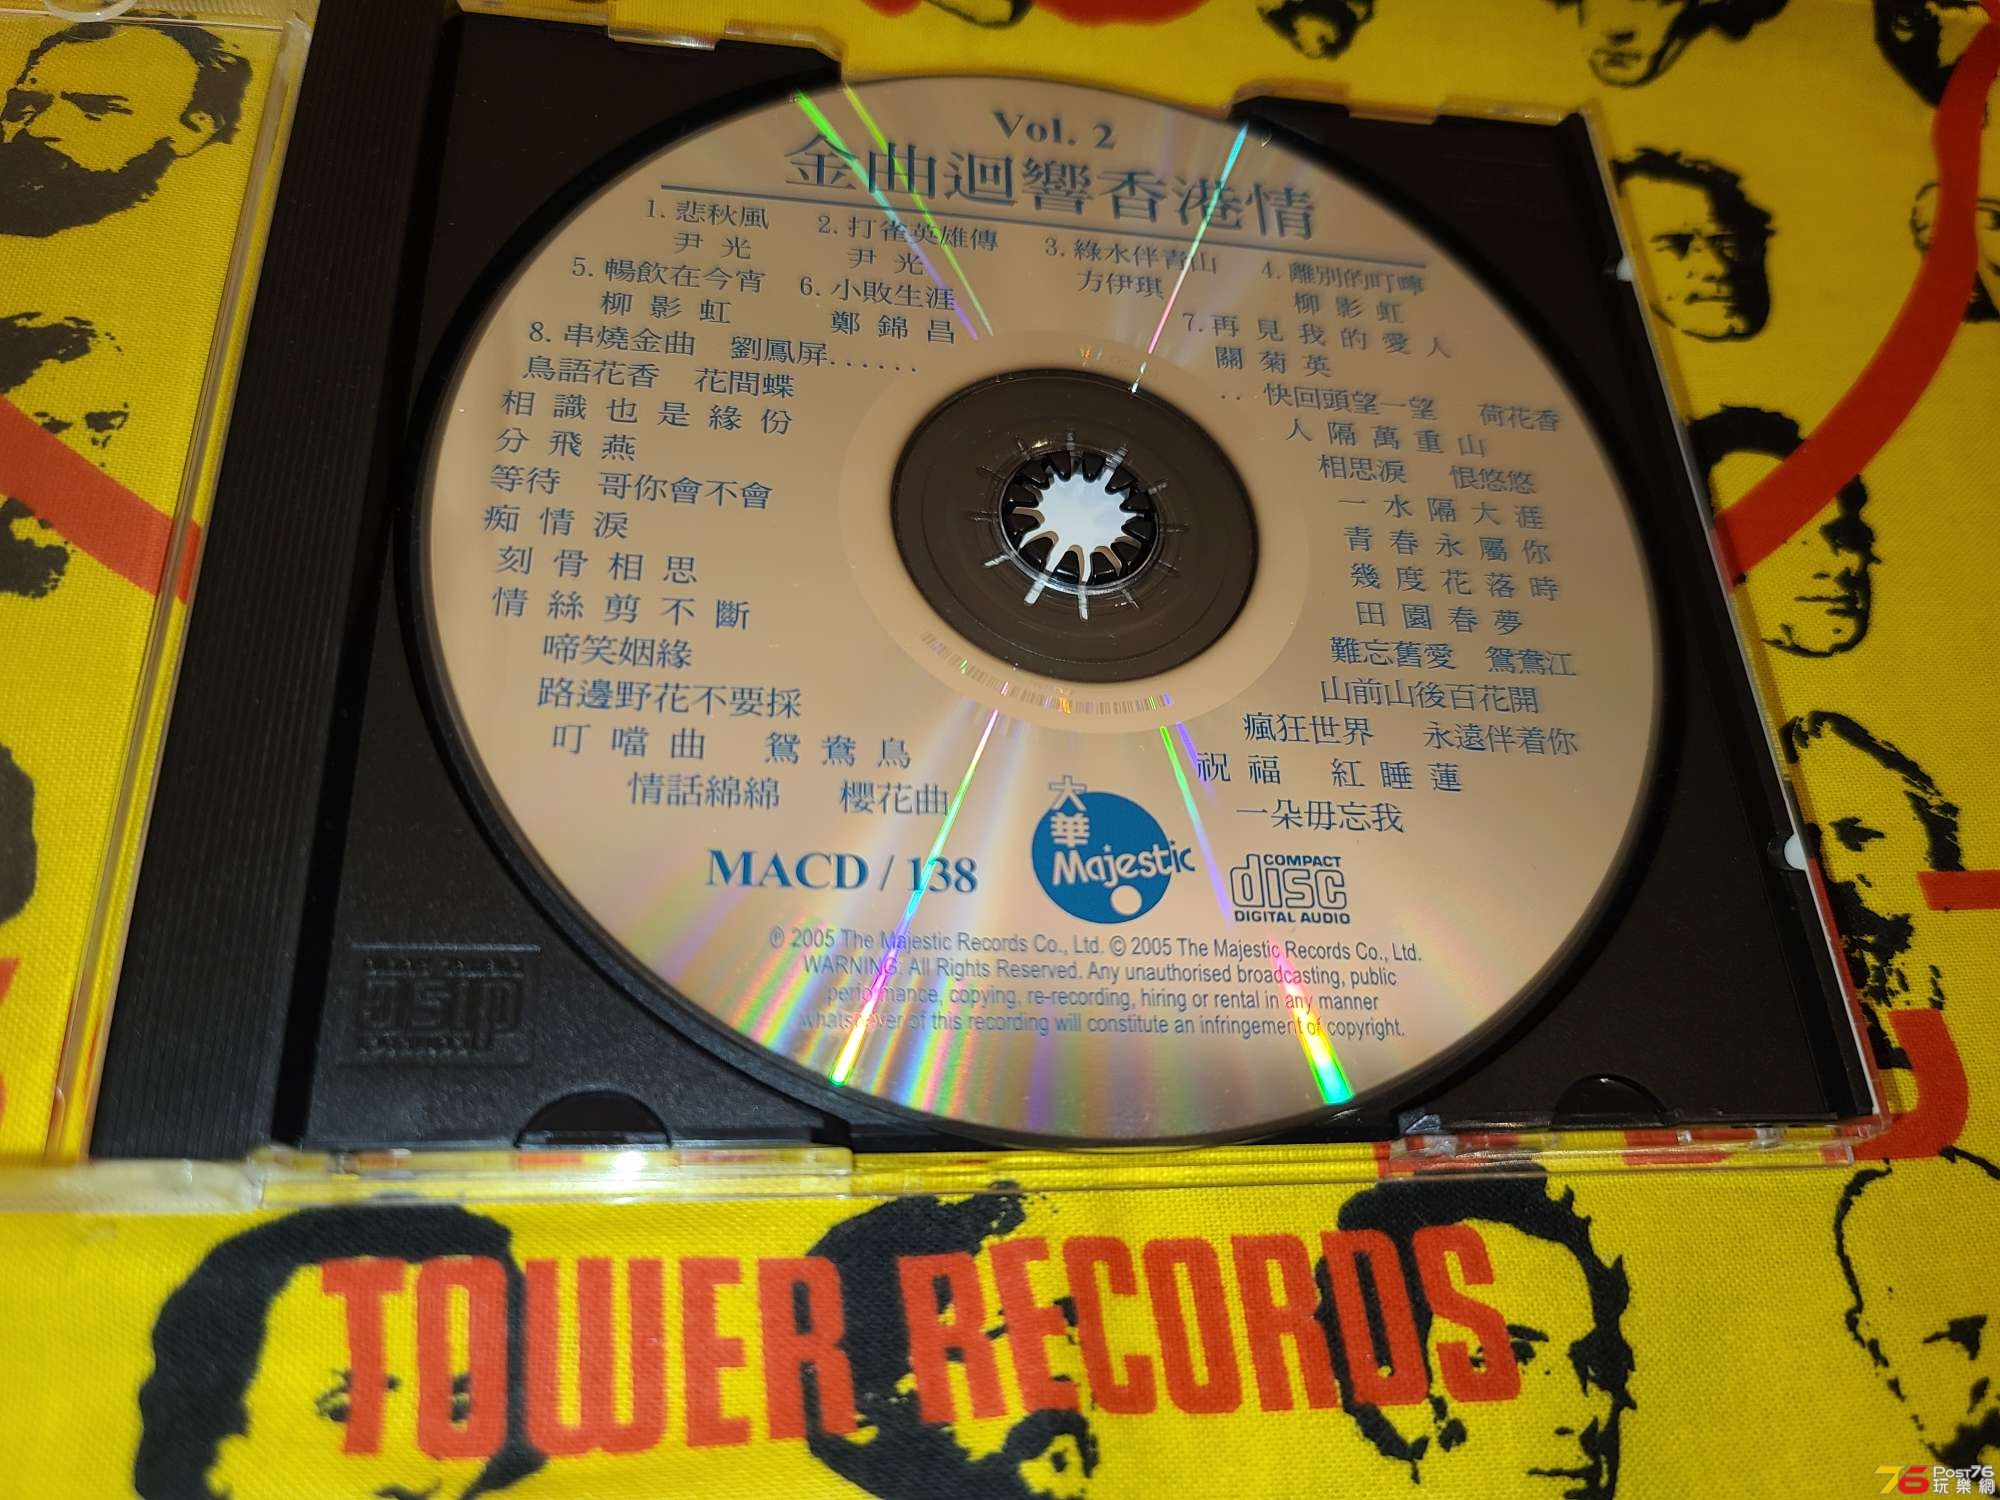 Vol. 2
金曲迴響香港情
1. 悲秋風 2. 打雀英雄傳 3. 綠水伴青山 4. 離別的叮嚀
尹光 尹光 方伊琪 柳影虹
5. 暢飲在今宵 6. 小敗生涯 7. 再見我的愛人
柳影虹 鄭錦昌 關菊英
8. 串燒金曲 劉鳳屏......
鳥語花香 花間蝶
相識也是緣份
分飛燕
等待 哥你會不會
痴情淚
刻骨相思
情絲剪不斷
啼笑姻緣
路邊野花不要採
叮噹曲 鴛鴦鳥
情話綿綿 櫻花曲
.. 快回頭望一望 荷花香
人隔萬重山
相思淚 恨悠悠
一水隔天涯
青春永屬你
幾度花落時
田園春夢
難忘舊愛 鴛鴦江
山前山後百花開
瘋狂世界 永遠伴着你
祝福 紅睡蓮
一朵毋忘我
MACD / 138
大華
Majestic
COMPACT
disc
DIGITAL AUDIO
℗ 2005 The Majestic Records Co., Ltd. © 2005 The Majestic Records Co., Ltd.
WARNING: All Rights Reserved. Any unauthorised broadcasting, public
performance, copying, re-recording, hiring or rental in any manner
whatsoever of this recording will constitute an infringement of copyright.
TOWER RECORDS
76 POST76
玩樂網